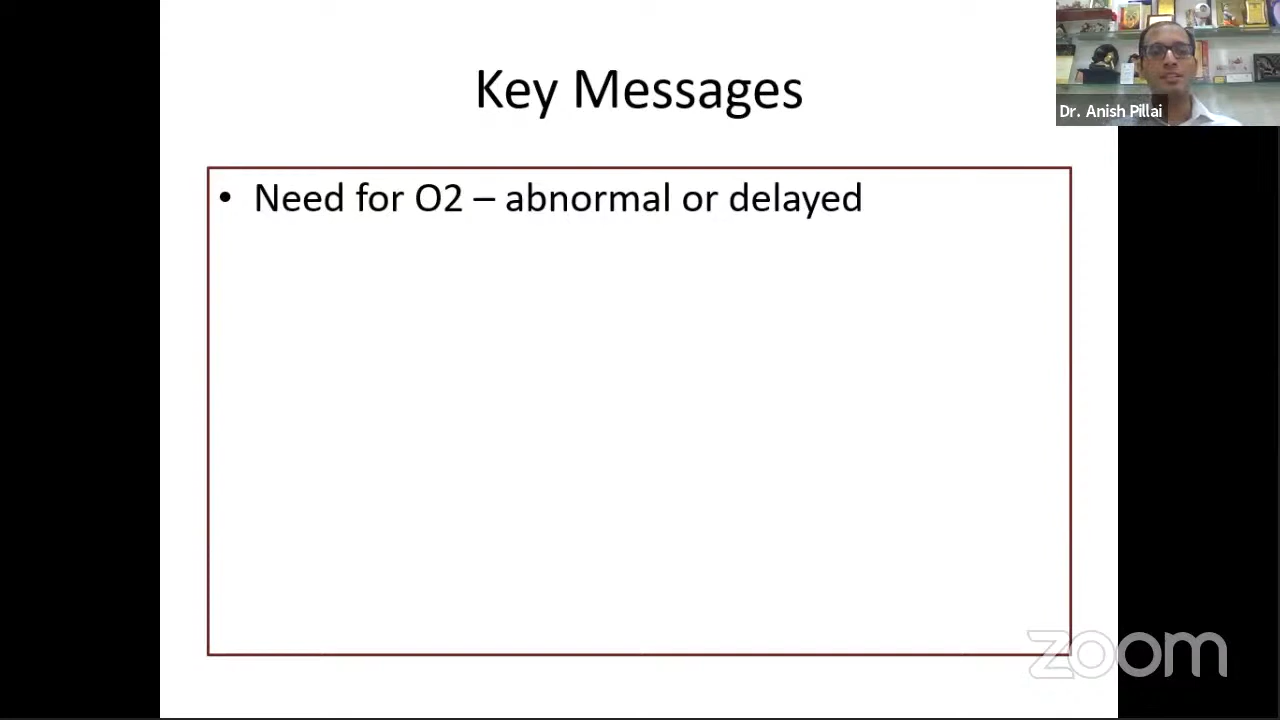 Key Messages
Dr. Anish Pillai
• Need for O2 – abnormal or delayed
zoom